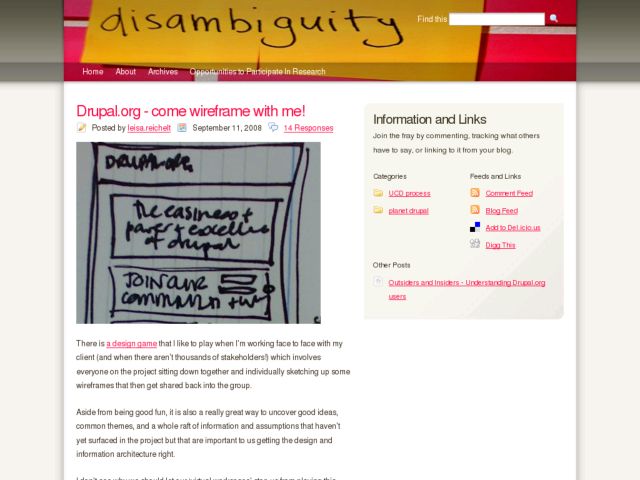 disambiguity
Find this
Home About Archives Opportunities to Participate In Research
Drupal.org - come wireframe with me!
Posted by leisa.reichelt September 11, 2008 14 Responses
DRUPAL.ORG
the easiness +
power + excellence
of drupal
JOIN OUR
COMMUNITY
There is a design game that I like to play when I'm working face to face with my
client (and when there aren't thousands of stakeholders!) which involves
everyone on the project sitting down together and individually sketching up some
wireframes that then get shared back into the group.
Aside from being good fun, it is also a really great way to uncover good ideas,
common themes, and a whole raft of information and assumptions that haven't
yet surfaced in the project but that are important to us getting the design and
information architecture right.
Information and Links
Join the fray by commenting, tracking what others
have to say, or linking to it from your blog.
Categories
UCD process
planet drupal
Feeds and Links
Comment Feed
Blog Feed
Add to Del.icio.us
Digg This
Other Posts
Outsiders and Insiders - Understanding Drupal.org
users